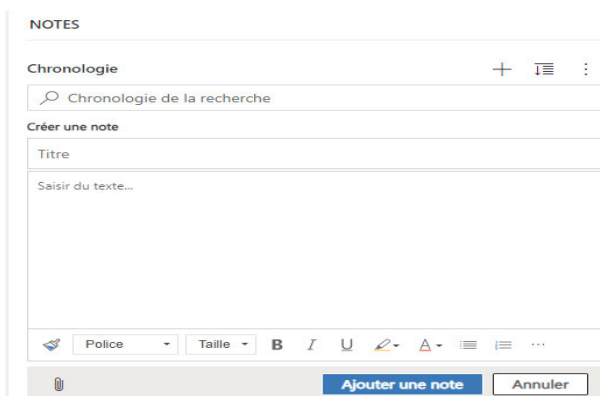 NOTES
Chronologie
Chronologie de la recherche
Créer une note
Titre
Saisir du texte...
Police Taille B I U A ...
Ajouter une note Annuler